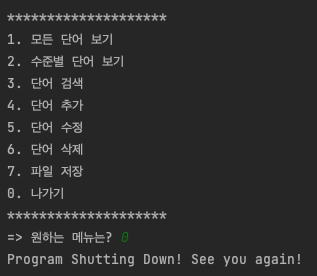 ********************
1. 모든 단어 보기
2. 수준별 단어 보기
3. 단어 검색
4. 단어 추가
5. 단어 수정
6. 단어 삭제
7. 파일 저장
0. 나가기
********************
=> 원하는 메뉴는? 0
Program Shutting Down! See you again!